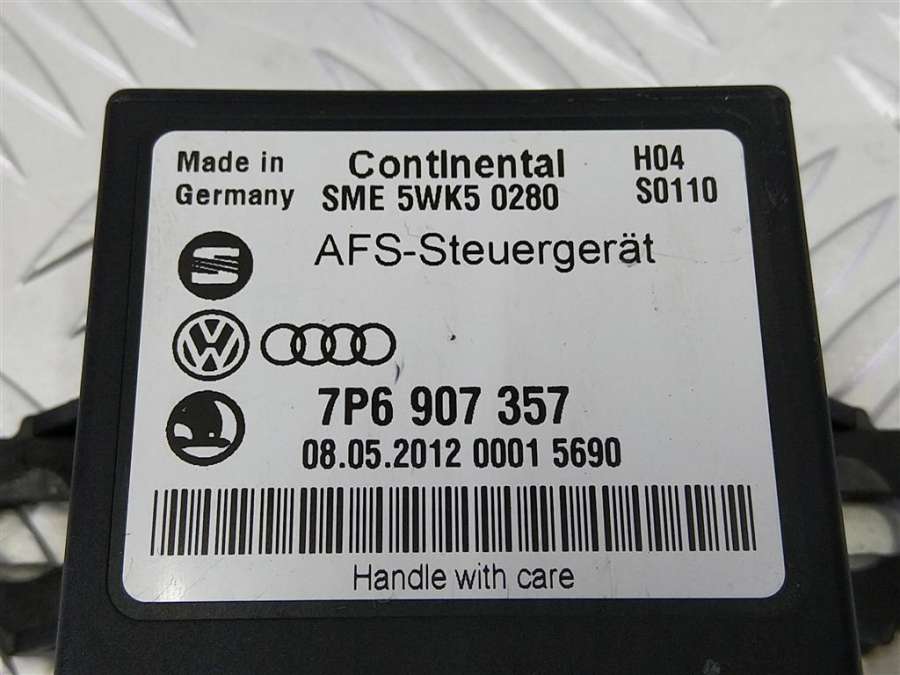 Made in Continental H04
Germany SME 5WK5 0280 S0110
AFS-Steuergerät
7P6 907 357
08.05.2012 0001 5690
Handle with care